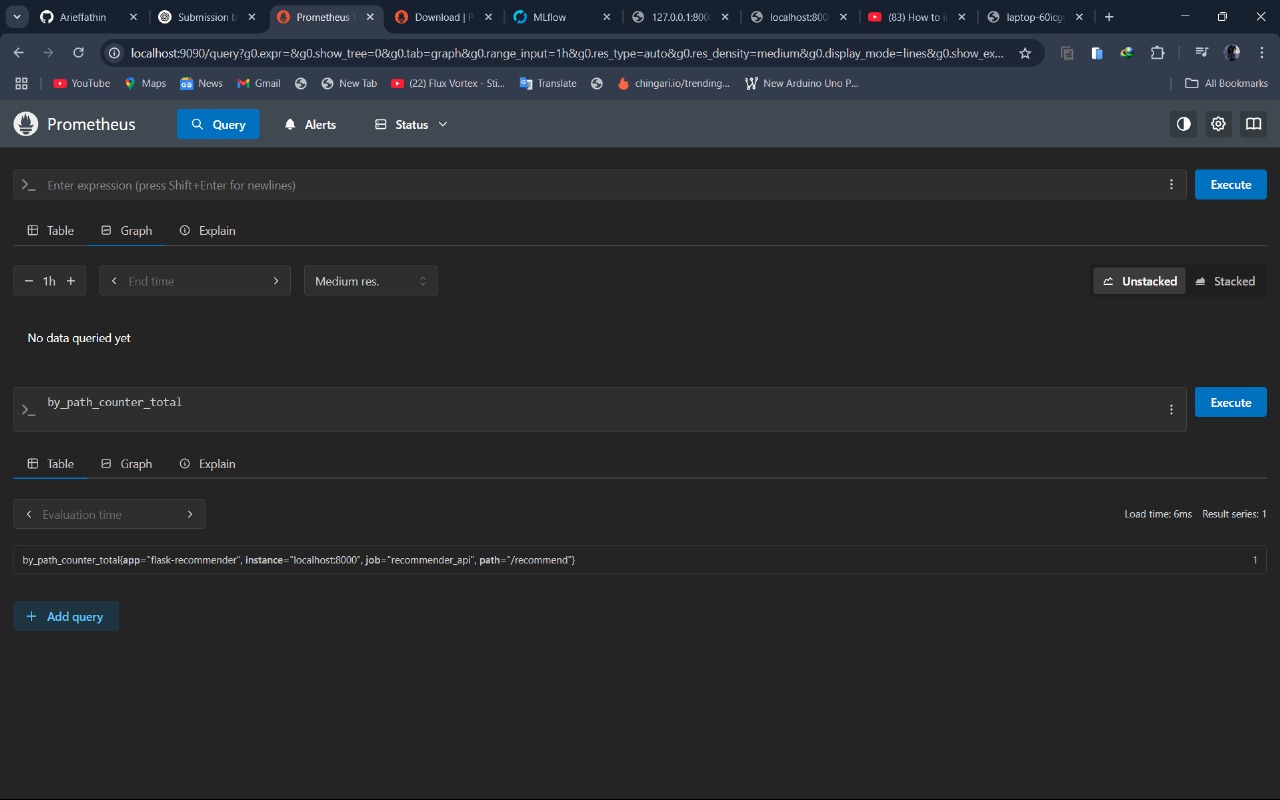 Arieffathin
Submission b
Prometheus T
Download | P
MLflow
127.0.0.1:800
localhost:800
(83) How to i
laptop-60icg
localhost:9090/query?g0.expr=&g0.show_tree=0&g0.tab=graph&g0.range_input=1h&g0.res_type=auto&g0.res_density=medium&g0.display_mode=lines&g0.show_ex...
YouTube
Maps
News
Gmail
New Tab
(22) Flux Vortex - Sti...
Translate
chingari.io/trending...
New Arduino Uno P...
All Bookmarks
Prometheus
Query
Alerts
Status
Enter expression (press Shift+Enter for newlines)
Execute
Table
Graph
Explain
1h
End time
Medium res.
Unstacked
Stacked
No data queried yet
by_path_counter_total
Execute
Table
Graph
Explain
Evaluation time
Load time: 6ms
Result series: 1
by_path_counter_total{app="flask-recommender", instance="localhost:8000", job="recommender_api", path="/recommend"}
1
Add query